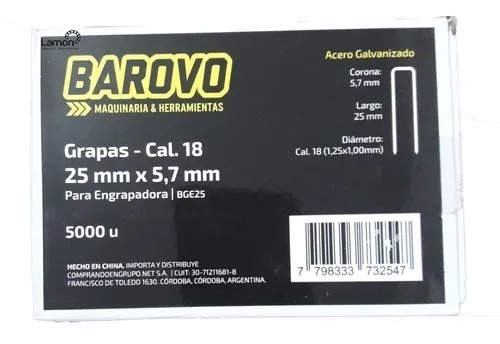 Lamon
BAROVO
MAQUINARIA & HERRAMIENTAS
Grapas - Cal. 18
25 mm x 5,7 mm
Para Engrapadora | BGE25
5000 u
HECHO EN CHINA. IMPORTA Y DISTRIBUYE
COMPRANDOENGRUPO.NET S.A. | CUIT: 30-71211681-8
FRANCISCO DE TOLEDO 1630. CÓRDOBA, CÓRDOBA, ARGENTINA.
Acero Galvanizado
Corona:
5,7 mm
Largo:
25 mm
Diámetro:
Cal. 18 (1,25x1,00mm)
7 798333 732547